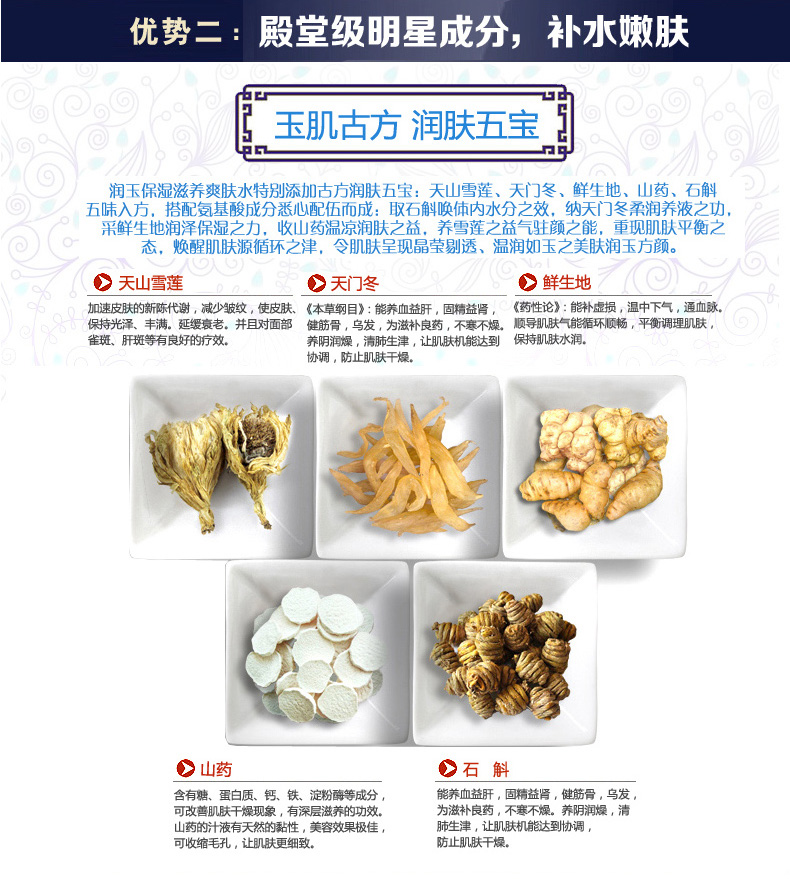 优势二：殿堂级明星成分，补水嫩肤
玉肌古方 润肤五宝
润玉保湿滋养爽肤水特别添加古方润肤五宝：天山雪莲、天门冬、鲜生地、山药、石斛
五味入方，搭配氨基酸成分悉心配伍而成：取石斛唤体内水分之效，纳天门冬柔润养液之功，
采鲜生地润泽保湿之力，收山药温凉润肤之益，养雪莲之益气驻颜之能，重现肌肤平衡之
态，焕醒肌肤源循环之津，令肌肤呈现晶莹剔透、温润如玉之美肤润玉方颜。
天山雪莲
加速皮肤的新陈代谢，减少皱纹，使皮肤、
保持光泽、丰满。延缓衰老。并且对面部
雀斑、肝斑等有良好的疗效。
天门冬
《本草纲目》：能养血益肝，固精益肾，
健筋骨，乌发，为滋补良药，不寒不燥。
养阴润燥，清肺生津，让肌肤机能达到
协调，防止肌肤干燥。
鲜生地
《药性论》：能补虚损，温中下气，通血脉。
顺导肌肤气能循环顺畅，平衡调理肌肤，
保持肌肤水润。
山药
含有糖、蛋白质、钙、铁、淀粉酶等成分，
可改善肌肤干燥现象，有深层滋养的功效。
山药的汁液有天然的黏性，美容效果极佳，
可收缩毛孔，让肌肤更细致。
石 斛
能养血益肝，固精益肾，健筋骨，乌发，
为滋补良药，不寒不燥。养阴润燥，清
肺生津，让肌肤机能达到协调，
防止肌肤干燥。